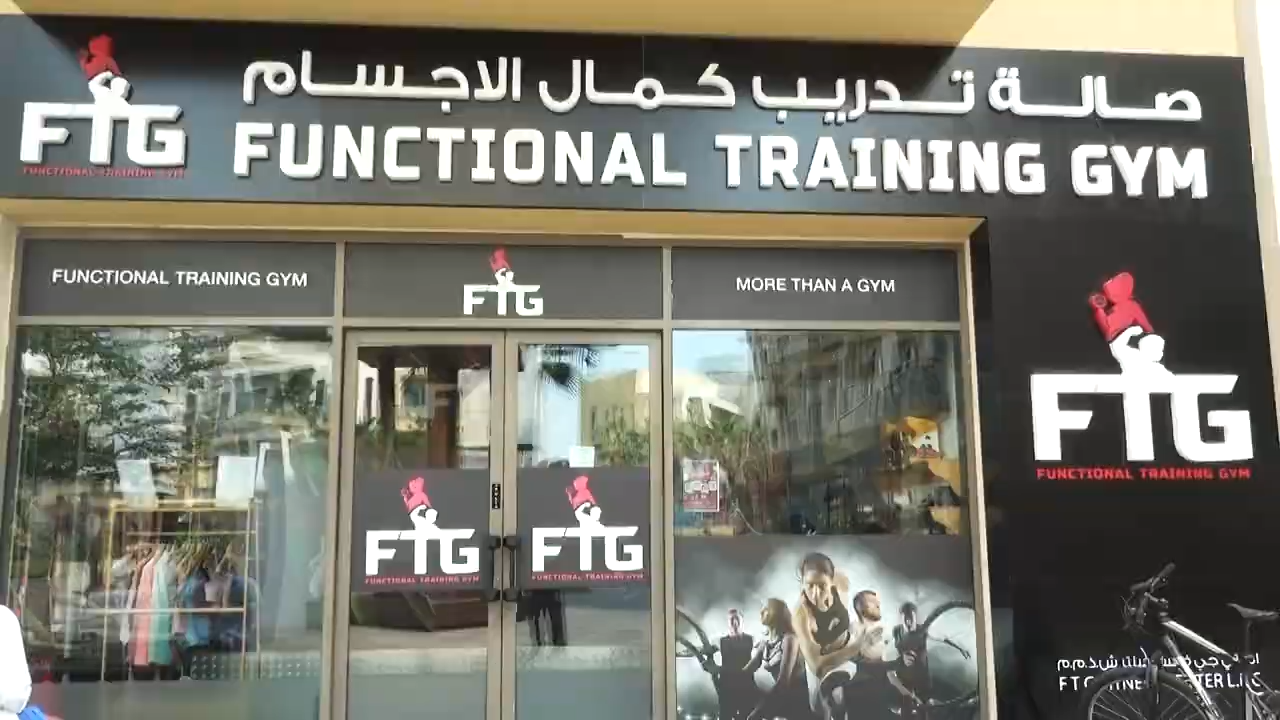 صالة تدريب كمال الاجسام
FTG
FUNCTIONAL TRAINING GYM
FUNCTIONAL TRAINING GYM
FUNCTIONAL TRAINING GYM
FTG
MORE THAN A GYM
FTG
FUNCTIONAL TRAINING GYM
FTG
FUNCTIONAL TRAINING GYM
FTG
FUNCTIONAL TRAINING GYM
ش.ذ.م.م